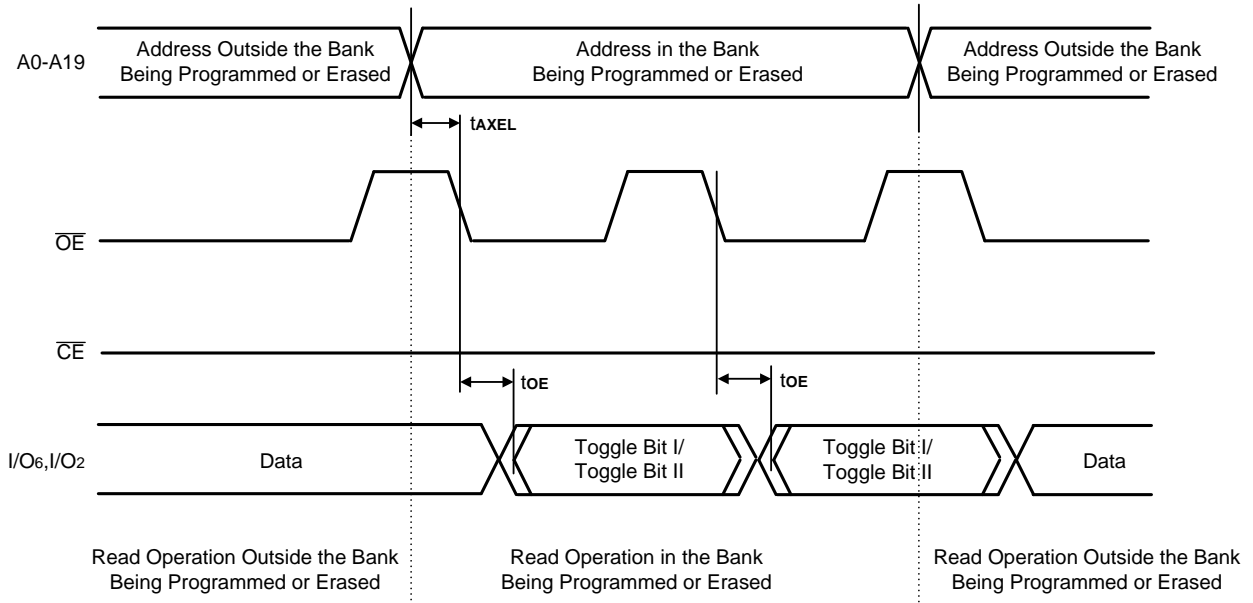 Address Outside the Bank
Being Programmed or Erased
Address in the Bank
Being Programmed or Erased
Address Outside the Bank
Being Programmed or Erased
A0-A19
tAXEL
OE
CE
tOE
tOE
I/O6,I/O2
Data
Toggle Bit I/
Toggle Bit II
Toggle Bit I/
Toggle Bit II
Data
Read Operation Outside the Bank
Being Programmed or Erased
Read Operation in the Bank
Being Programmed or Erased
Read Operation Outside the Bank
Being Programmed or Erased